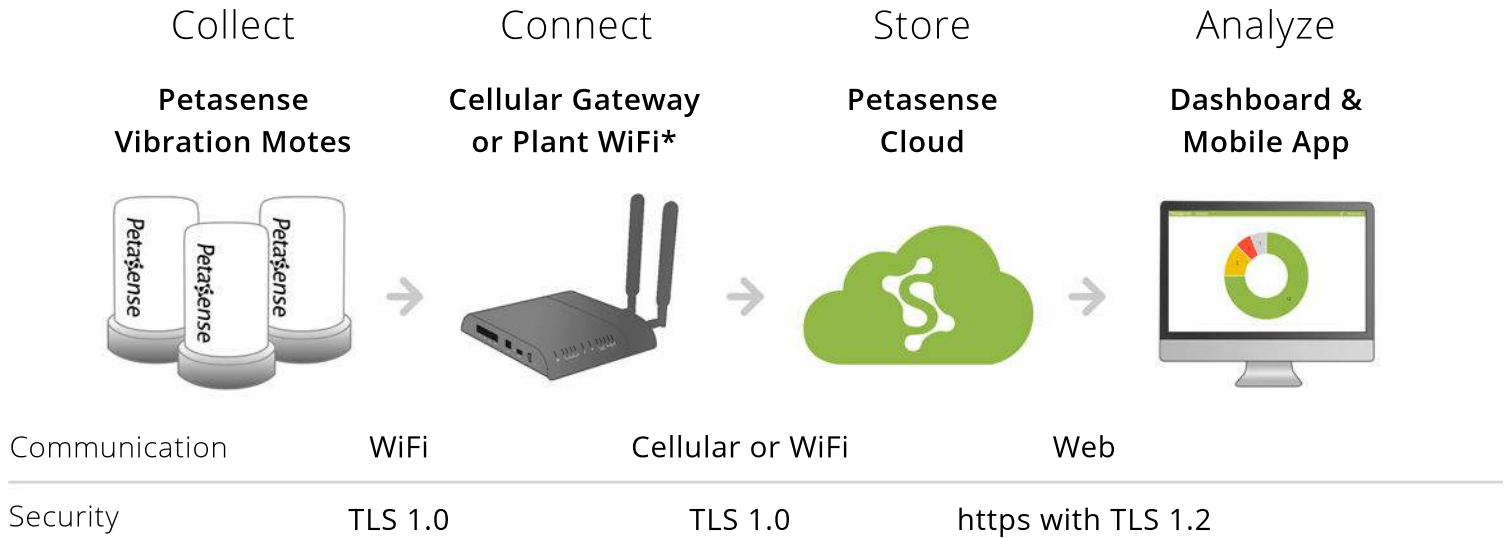 Collect
Connect
Store
Analyze
Petasense
Vibration Motes
Cellular Gateway
or Plant WiFi*
Petasense
Cloud
Dashboard &
Mobile App
Petasense
Petasense
Petasense
Communication
WiFi
Cellular or WiFi
Web
Security
TLS 1.0
TLS 1.0
https with TLS 1.2